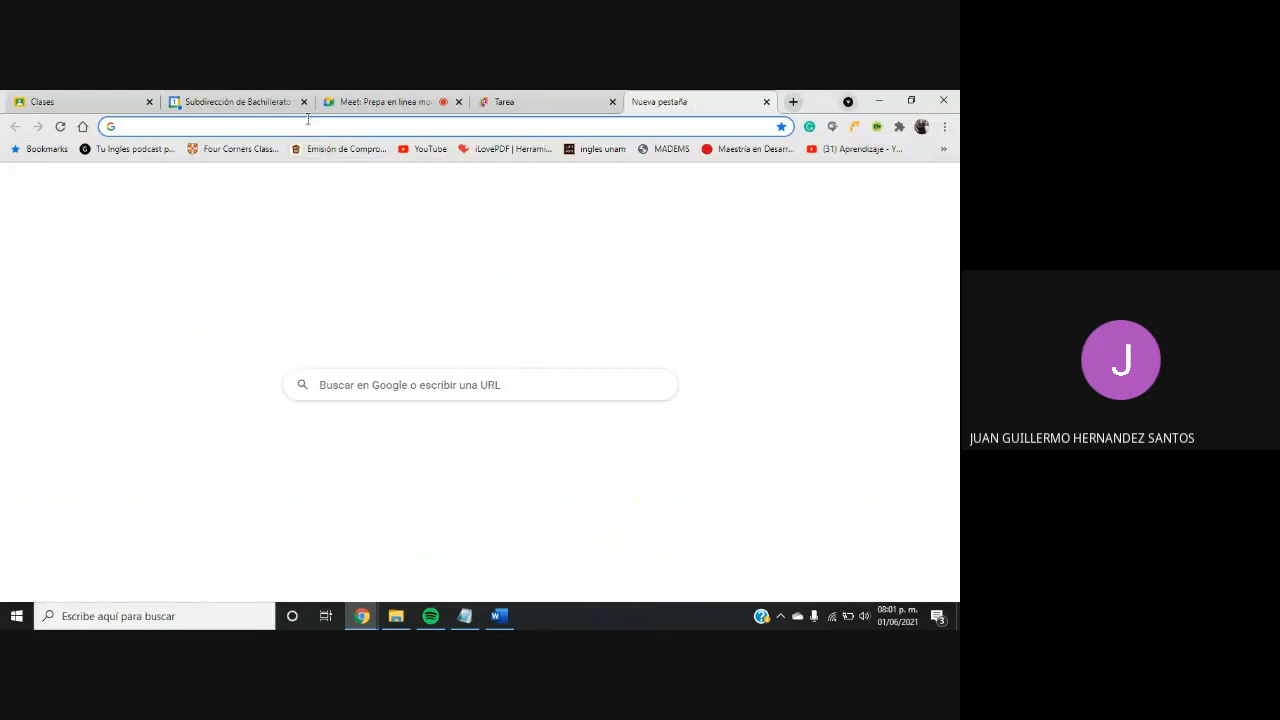 Clases
Subdirección de Bachillerato
Meet: Prepa en linea mo
Tarea
Nueva pestaña
G
Bookmarks
Tu Ingles podcast p...
Four Corners Class...
Emisión de Compro...
YouTube
iLovePDF | Herrami...
ingles unam
MADEMS
Maestría en Desarr...
(31) Aprendizaje - Y...
»
Buscar en Google o escribir una URL
J
JUAN GUILLERMO HERNANDEZ SANTOS
Escribe aquí para buscar
W
08:01 p. m.
01/06/2021
3